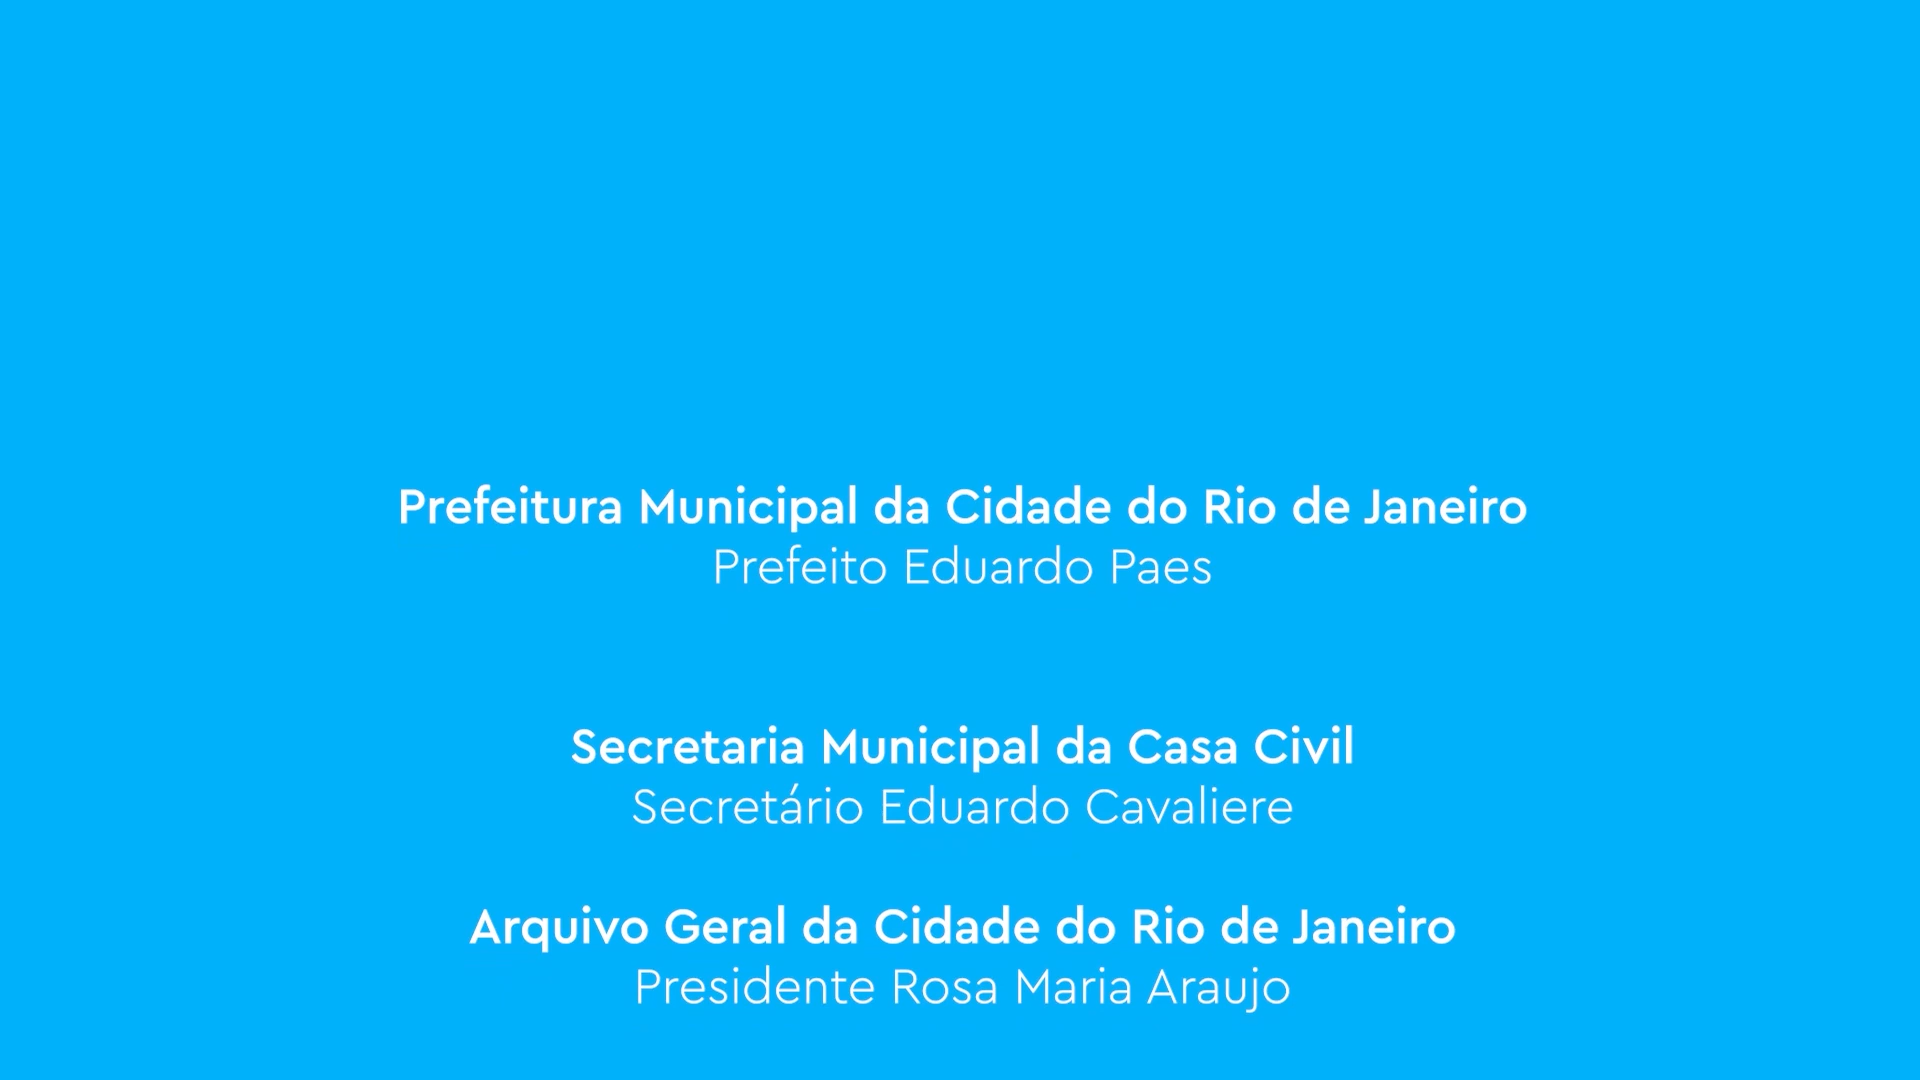 Prefeitura Municipal da Cidade do Rio de Janeiro
Prefeito Eduardo Paes
Secretaria Municipal da Casa Civil
Secretário Eduardo Cavaliere
Arquivo Geral da Cidade do Rio de Janeiro
Presidente Rosa Maria Araujo